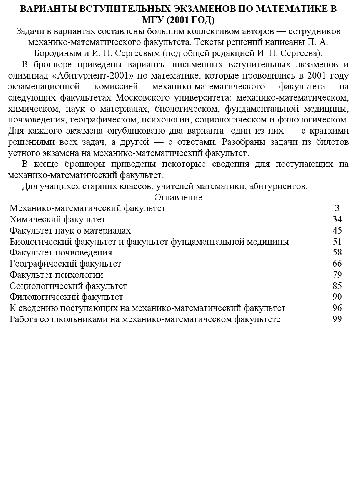 ВАРИАНТЫ ВСТУПИТЕЛЬНЫХ ЭКЗАМЕНОВ ПО МАТЕМАТИКЕ В
МГУ (2001 ГОД)
Задачи в вариантах составлены большим коллективом авторов — сотрудников
механико-математического факультета. Тексты решений написаны П. А.
Бородиным и И. Н. Сергеевым (под общей редакцией И. Н. Сергеева).
В брошюре приведены варианты письменных вступительных экзаменов и
олимпиад «Абитуриент-2001» по математике, которые проводились в 2001 году
экзаменационной комиссией механико-математического факультета на
следующих факультетах Московского университета: механико-математическом,
химическом, наук о материалах, биологическом, фундаментальной медицины,
почвоведения, географическом, психологии, социологическом и филологическом.
Для каждого экзамена опубликовано два варианта: один из них — с краткими
решениями всех задач, а другой — с ответами. Разобраны задачи из билетов
устного экзамена на механико-математический факультет.
В конце брошюры приведены некоторые сведения для поступающих на
механико-математический факультет.
Для учащихся старших классов, учителей математики, абитуриентов.
Оглавление
Механико-математический факультет 3
Химический факультет 34
Факультет наук о материалах 45
Биологический факультет и факультет фундаментальной медицины 51
Факультет почвоведения 58
Географический факультет 66
Факультет психологии 79
Социологический факультет 85
Филологический факультет 90
К сведению поступающих на механико-математический факультет 96
Работа со школьниками на механико-математическом факультете 99